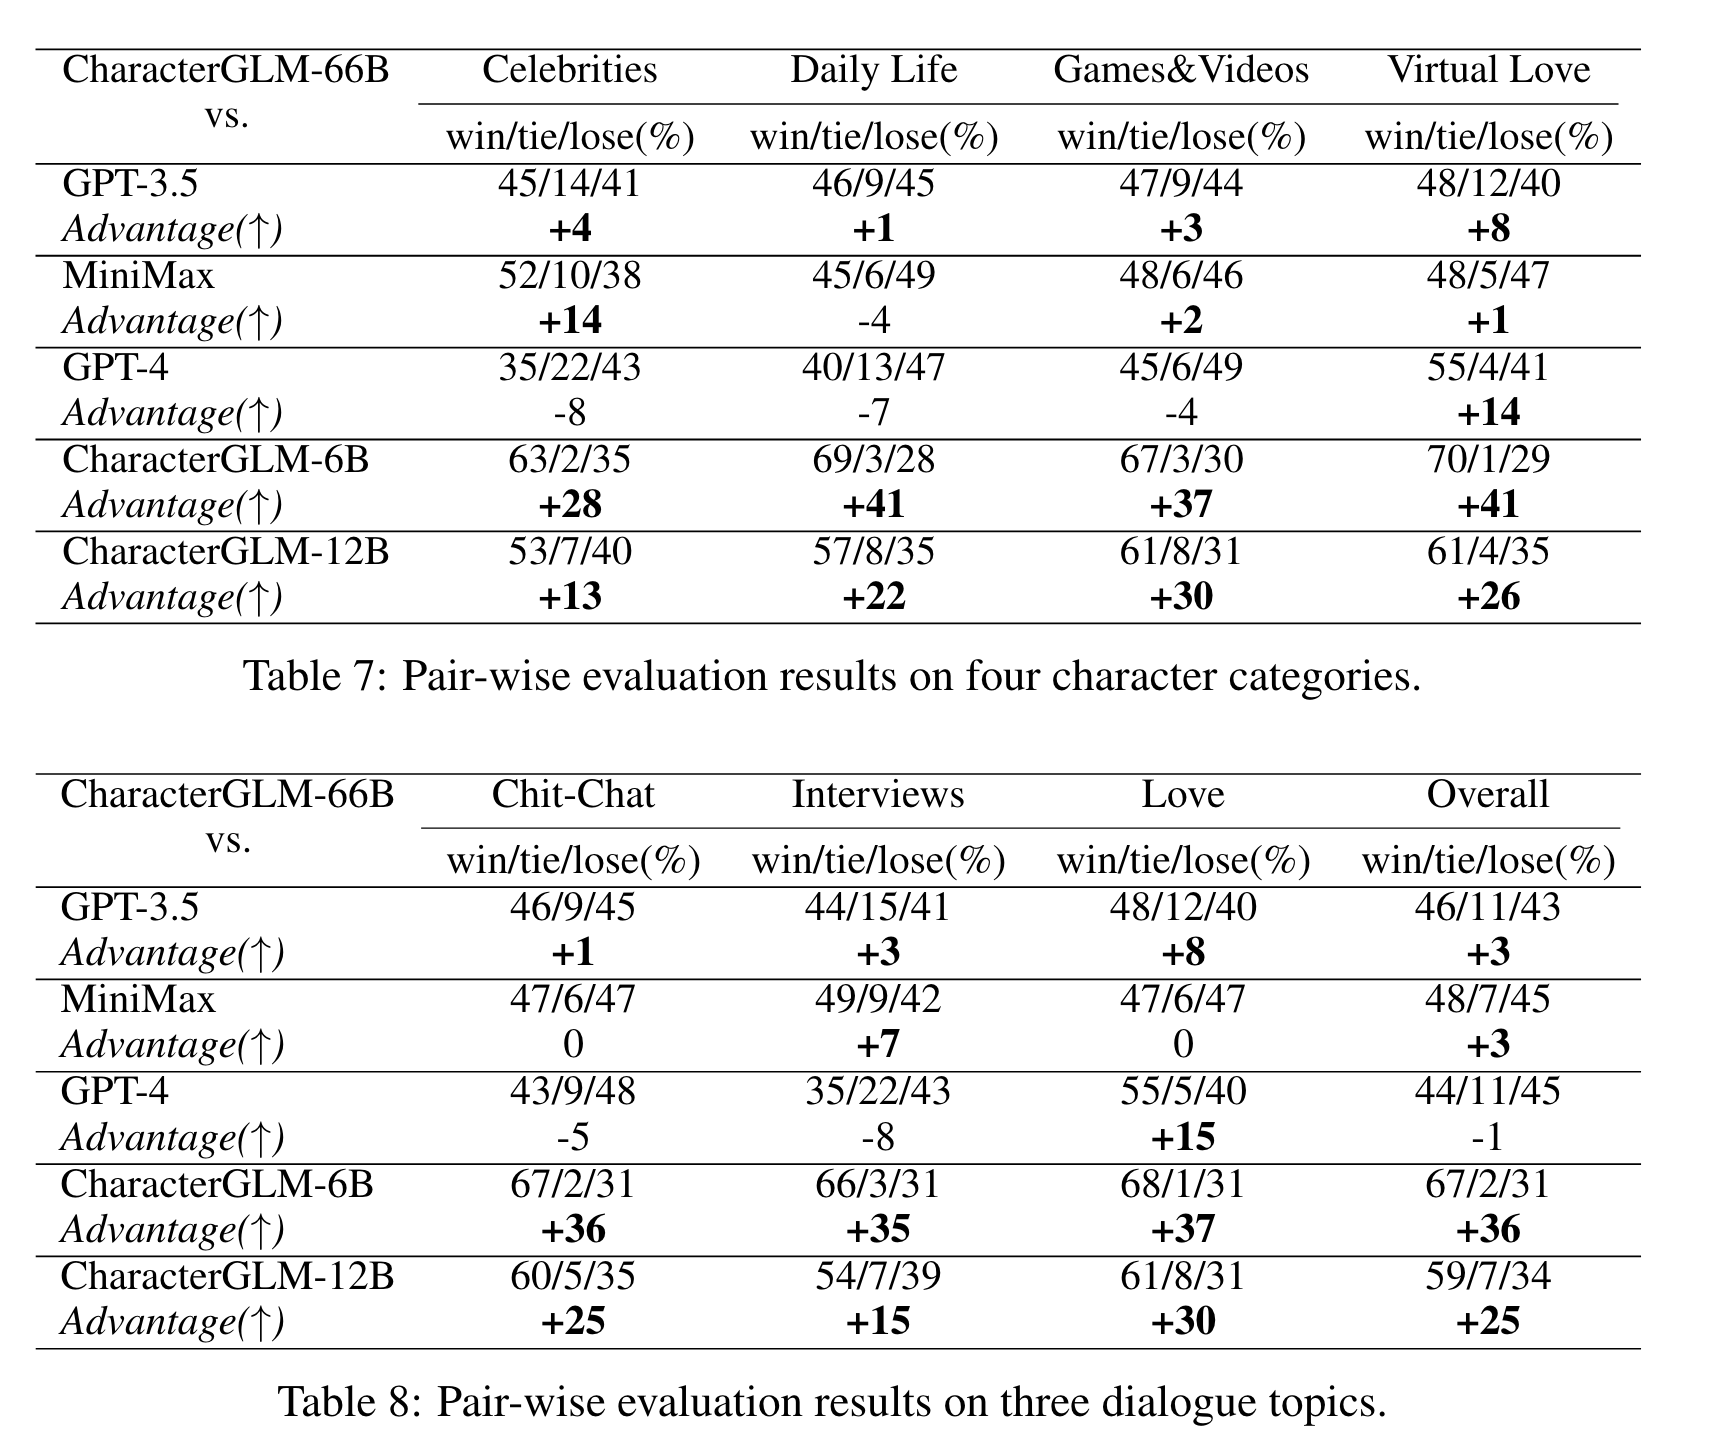 CharacterGLM-66B vs. Celebrities Daily Life Games&Videos Virtual Love
win/tie/lose(%) win/tie/lose(%) win/tie/lose(%) win/tie/lose(%)
GPT-3.5 45/14/41 46/9/45 47/9/44 48/12/40
Advantage(↑) +4 +1 +3 +8
MiniMax 52/10/38 45/6/49 48/6/46 48/5/47
Advantage(↑) +14 -4 +2 +1
GPT-4 35/22/43 40/13/47 45/6/49 55/4/41
Advantage(↑) -8 -7 -4 +14
CharacterGLM-6B 63/2/35 69/3/28 67/3/30 70/1/29
Advantage(↑) +28 +41 +37 +41
CharacterGLM-12B 53/7/40 57/8/35 61/8/31 61/4/35
Advantage(↑) +13 +22 +30 +26
Table 7: Pair-wise evaluation results on four character categories.
CharacterGLM-66B vs. Chit-Chat Interviews Love Overall
win/tie/lose(%) win/tie/lose(%) win/tie/lose(%) win/tie/lose(%)
GPT-3.5 46/9/45 44/15/41 48/12/40 46/11/43
Advantage(↑) +1 +3 +8 +3
MiniMax 47/6/47 49/9/42 47/6/47 48/7/45
Advantage(↑) 0 +7 0 +3
GPT-4 43/9/48 35/22/43 55/5/40 44/11/45
Advantage(↑) -5 -8 +15 -1
CharacterGLM-6B 67/2/31 66/3/31 68/1/31 67/2/31
Advantage(↑) +36 +35 +37 +36
CharacterGLM-12B 60/5/35 54/7/39 61/8/31 59/7/34
Advantage(↑) +25 +15 +30 +25
Table 8: Pair-wise evaluation results on three dialogue topics.